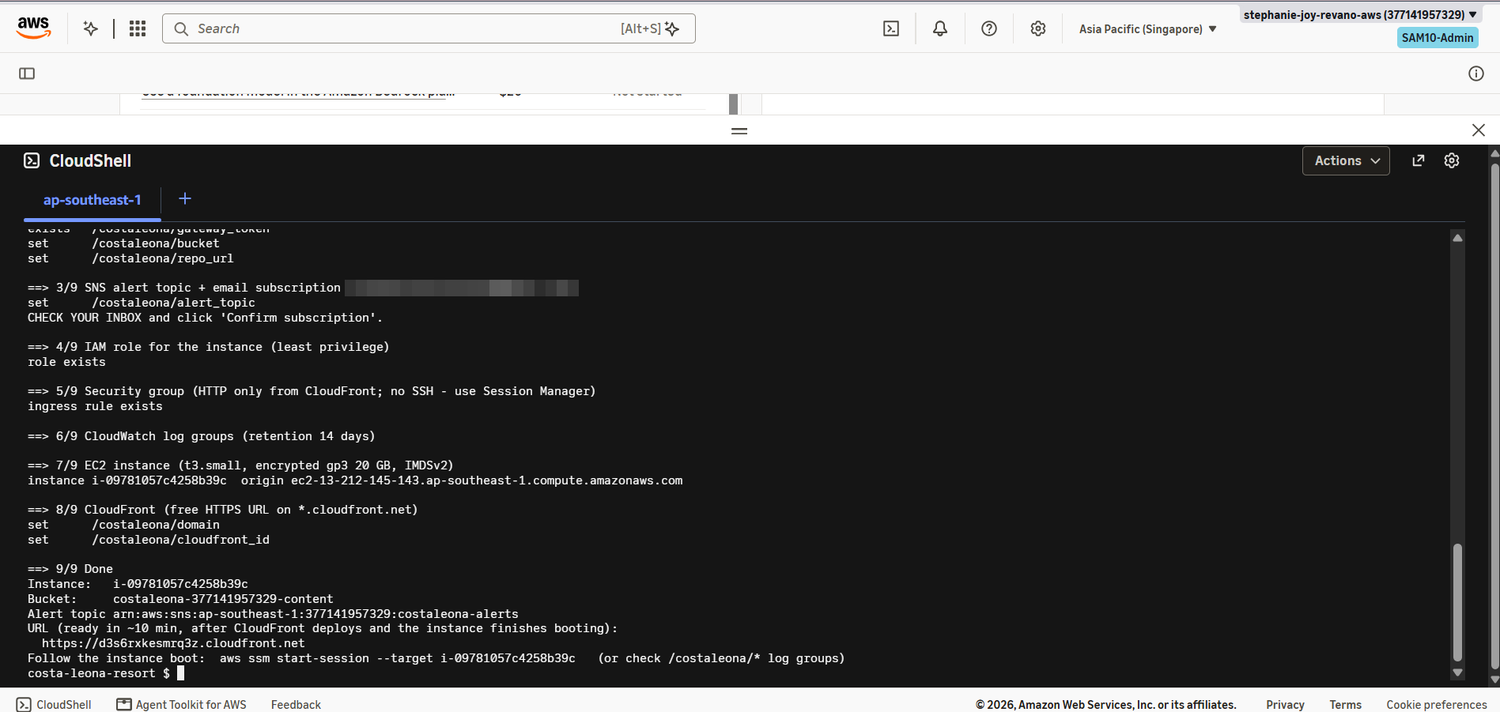 aws
Search
[Alt+S]
Asia Pacific (Singapore)
stephanie-joy-revano-aws (377141957329)
SAM10-Admin
CloudShell
Actions
ap-southeast-1
exists /costaleona/gateway_token
set /costaleona/bucket
set /costaleona/repo_url
==> 3/9 SNS alert topic + email subscription
set /costaleona/alert_topic
CHECK YOUR INBOX and click 'Confirm subscription'.
==> 4/9 IAM role for the instance (least privilege)
role exists
==> 5/9 Security group (HTTP only from CloudFront; no SSH - use Session Manager)
ingress rule exists
==> 6/9 CloudWatch log groups (retention 14 days)
==> 7/9 EC2 instance (t3.small, encrypted gp3 20 GB, IMDSv2)
instance i-09781057c4258b39c origin ec2-13-212-145-143.ap-southeast-1.compute.amazonaws.com
==> 8/9 CloudFront (free HTTPS URL on *.cloudfront.net)
set /costaleona/domain
set /costaleona/cloudfront_id
==> 9/9 Done
Instance: i-09781057c4258b39c
Bucket: costaleona-377141957329-content
Alert topic arn:aws:sns:ap-southeast-1:377141957329:costaleona-alerts
URL (ready in ~10 min, after CloudFront deploys and the instance finishes booting):
https://d3s6rxkesmrq3z.cloudfront.net
Follow the instance boot: aws ssm start-session --target i-09781057c4258b39c (or check /costaleona/* log groups)
costa-leona-resort $
CloudShell
Agent Toolkit for AWS
Feedback
© 2026, Amazon Web Services, Inc. or its affiliates.
Privacy
Terms
Cookie preferences